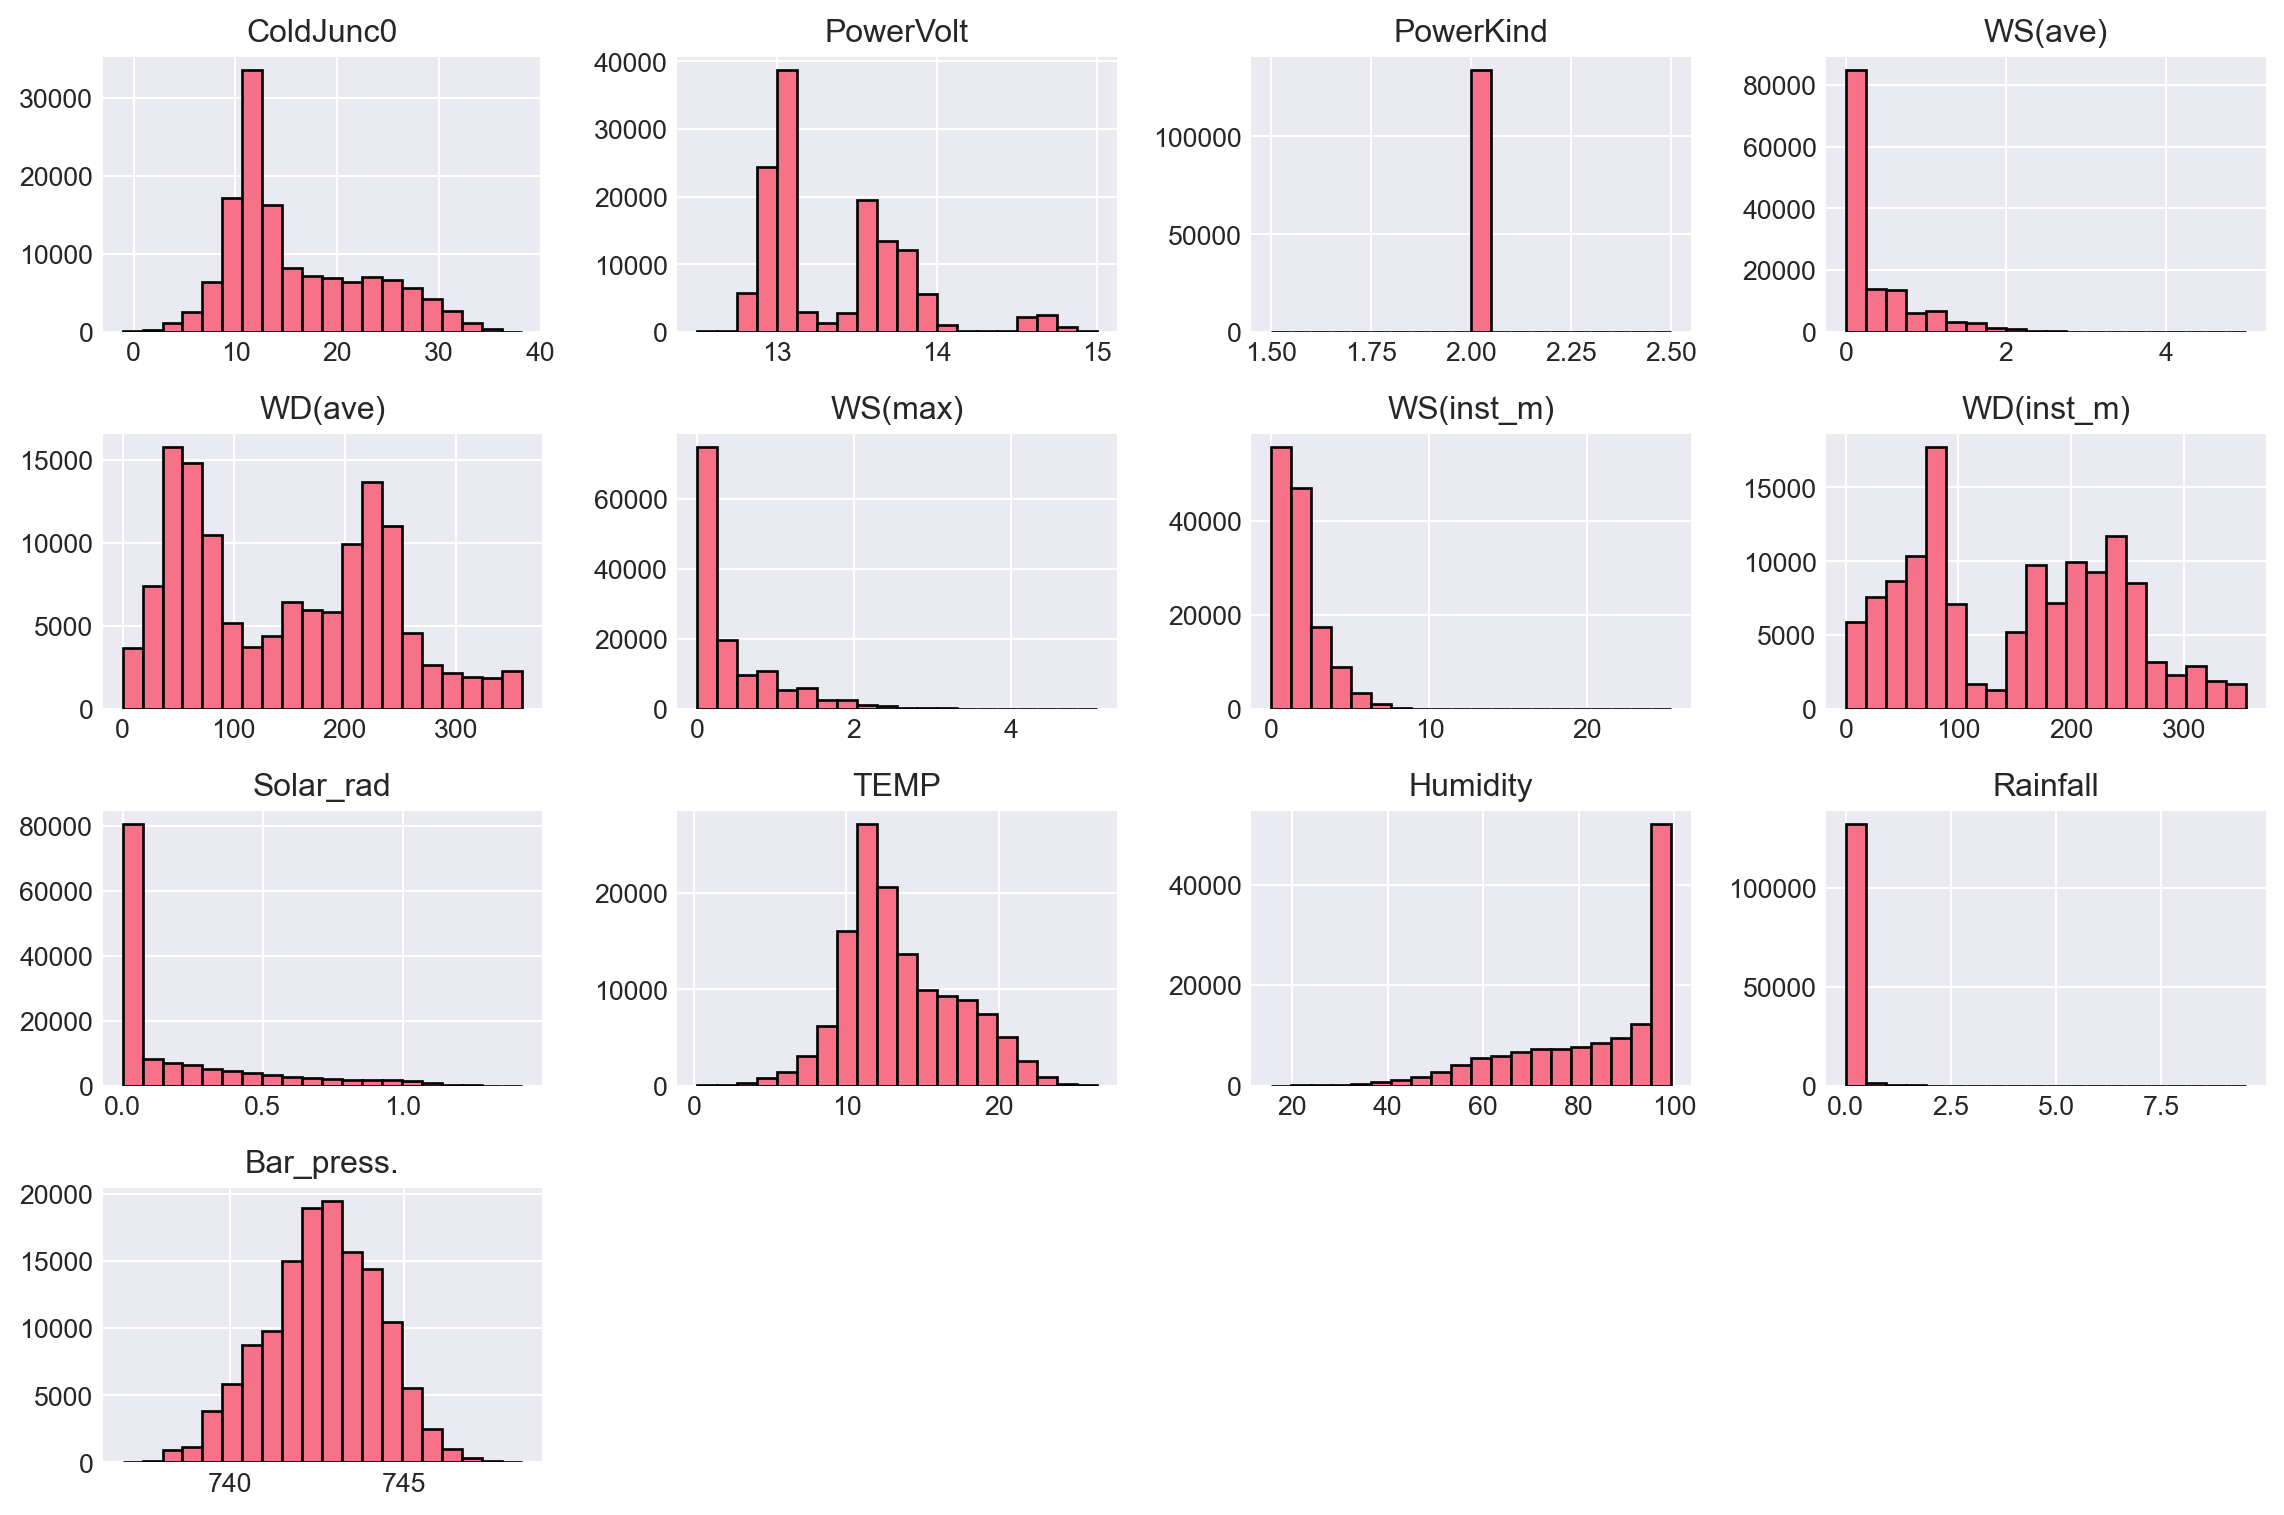 ColdJunc0
30000
20000
10000
0
0 10 20 30 40
PowerVolt
40000
30000
20000
10000
0
13 14 15
PowerKind
100000
50000
0
1.50 1.75 2.00 2.25 2.50
WS(ave)
80000
60000
40000
20000
0
0 2 4
WD(ave)
15000
10000
5000
0
0 100 200 300
WS(max)
60000
40000
20000
0
0 2 4
WS(inst_m)
40000
20000
0
0 10 20
WD(inst_m)
15000
10000
5000
0
0 100 200 300
Solar_rad
80000
60000
40000
20000
0
0.0 0.5 1.0
TEMP
20000
10000
0
0 10 20
Humidity
40000
20000
0
20 40 60 80 100
Rainfall
100000
50000
0
0.0 2.5 5.0 7.5
Bar_press.
20000
15000
10000
5000
0
740 745